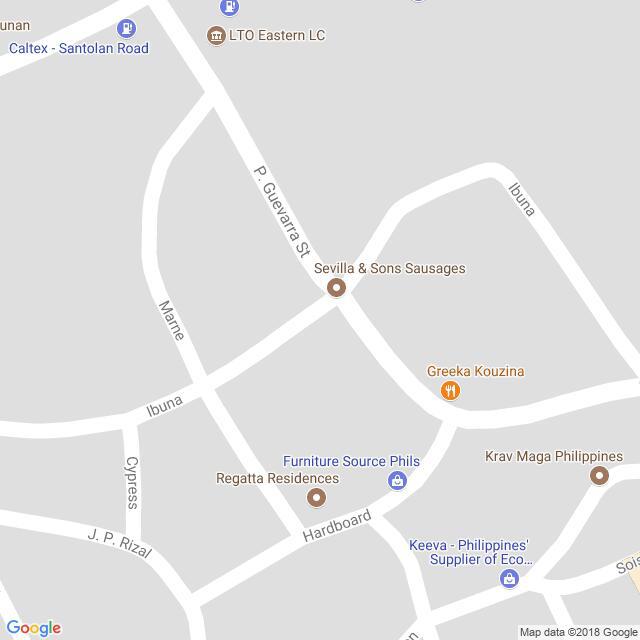 unan
Caltex - Santolan Road
LTO Eastern LC
P. Guevarra St
Ibuna
Sevilla & Sons Sausages
Marne
Greeka Kouzina
Ibuna
Cypress
Furniture Source Phils
Regatta Residences
Krav Maga Philippines
Hardboard
J. P. Rizal
Keeva - Philippines'
Supplier of Eco...
Sois
en
Google
Map data ©2018 Google